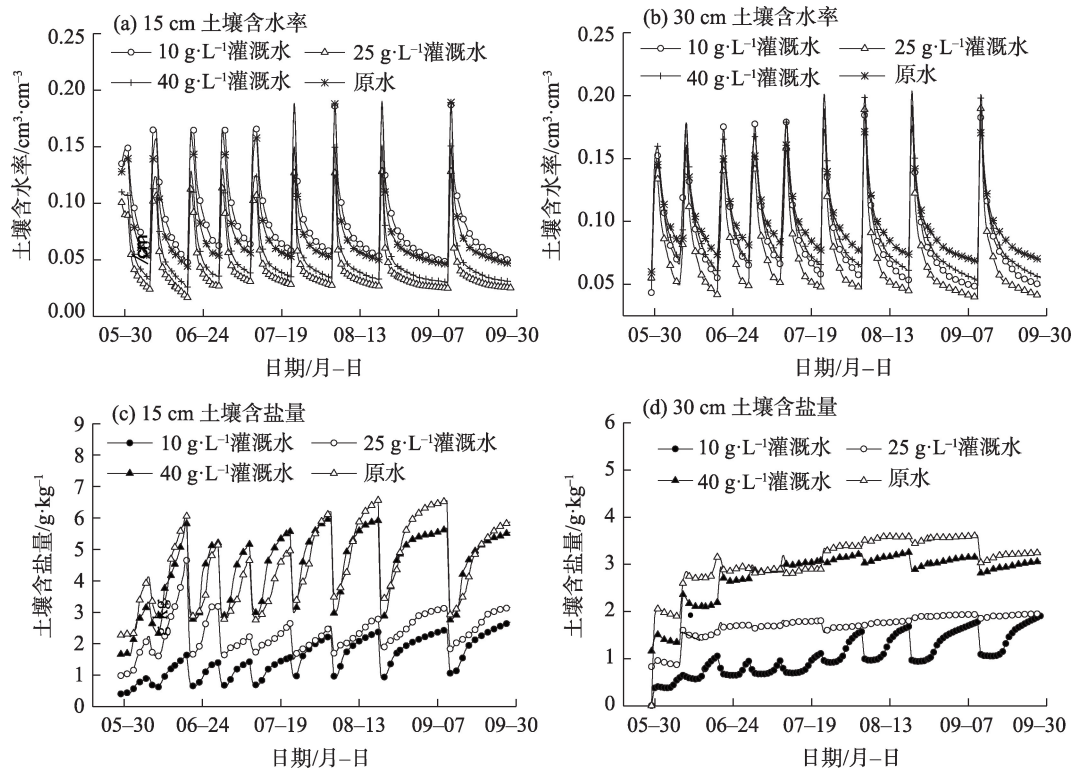 (a) 15 cm 土壤含水率
10 g·L⁻¹灌溉水
25 g·L⁻¹灌溉水
40 g·L⁻¹灌溉水
原水
土壤含水率/cm³·cm⁻³
0.25
0.20
0.15
0.10
0.05
0.00
/cm
05–30
06–24
07–19
08–13
09–07
09–30
日期/月–日
(b) 30 cm 土壤含水率
10 g·L⁻¹灌溉水
25 g·L⁻¹灌溉水
40 g·L⁻¹灌溉水
原水
土壤含水率/cm³·cm⁻³
0.25
0.20
0.15
0.10
0.05
05–30
06–24
07–19
08–13
09–07
09–30
日期/月–日
(c) 15 cm 土壤含盐量
10 g·L⁻¹灌溉水
25 g·L⁻¹灌溉水
40 g·L⁻¹灌溉水
原水
土壤含盐量/g·kg⁻¹
9
8
7
6
5
4
3
2
1
0
05–30
06–24
07–19
08–13
09–07
09–30
日期/月–日
(d) 30 cm 土壤含盐量
10 g·L⁻¹灌溉水
25 g·L⁻¹灌溉水
40 g·L⁻¹灌溉水
原水
土壤含盐量/g·kg⁻¹
6
5
4
3
2
1
0
05–30
06–24
07–19
08–13
09–07
09–30
日期/月–日